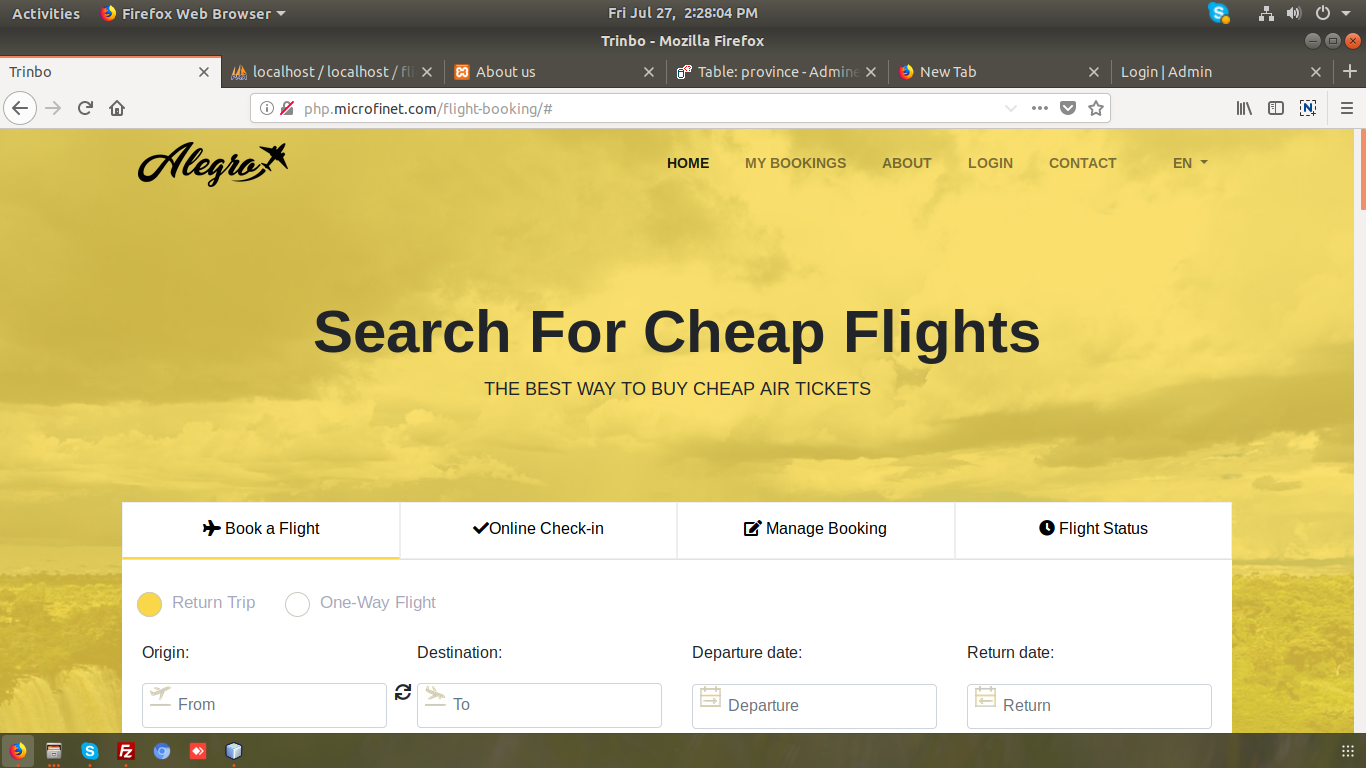 Activities Firefox Web Browser Fri Jul 27, 2:28:04 PM
Trinbo - Mozilla Firefox
Trinbo localhost / localhost / fli About us Table: province - Admine New Tab Login | Admin
php.microfinet.com/flight-booking/#
Alegro HOME MY BOOKINGS ABOUT LOGIN CONTACT EN
Search For Cheap Flights
THE BEST WAY TO BUY CHEAP AIR TICKETS
Book a Flight Online Check-in Manage Booking Flight Status
Return Trip One-Way Flight
Origin: Destination: Departure date: Return date:
From To Departure Return